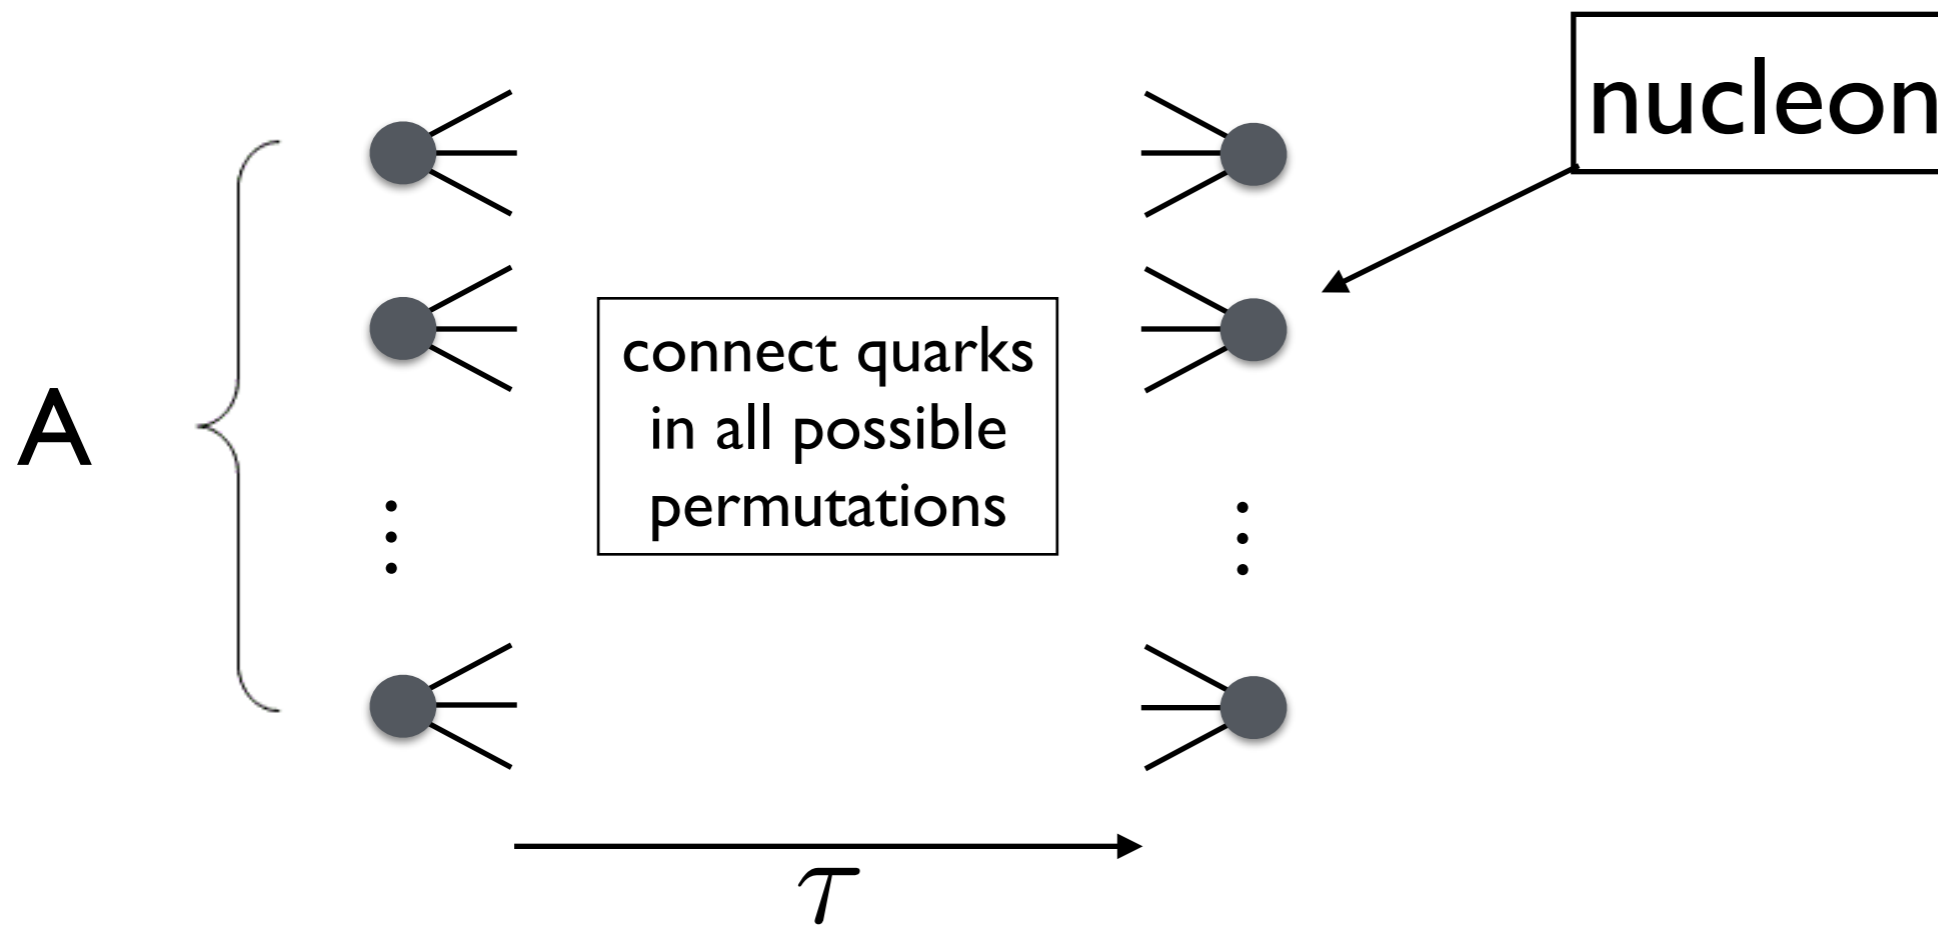 nucleon
connect quarks
in all possible
permutations
A
τ